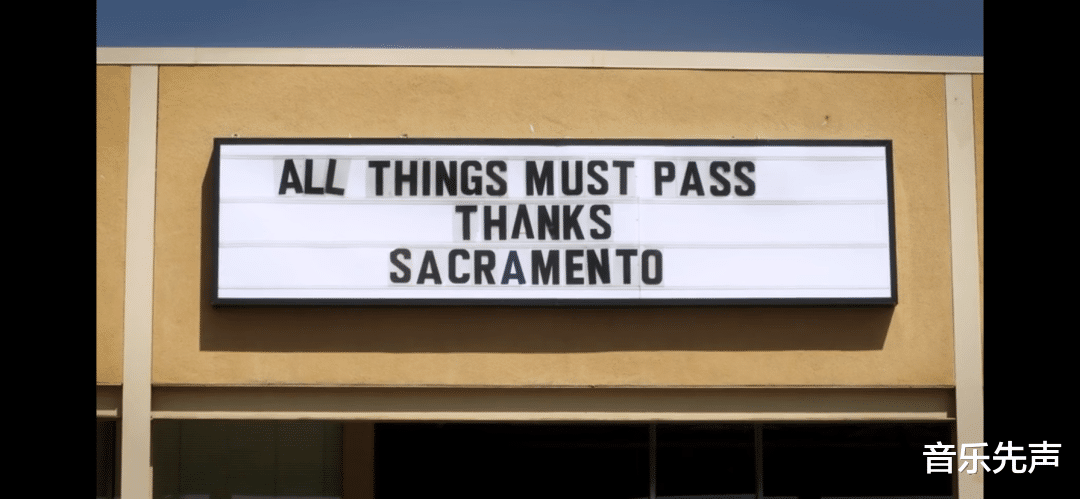 ALL THINGS MUST PASS
THANKS
SACRAMENTO
音乐先声